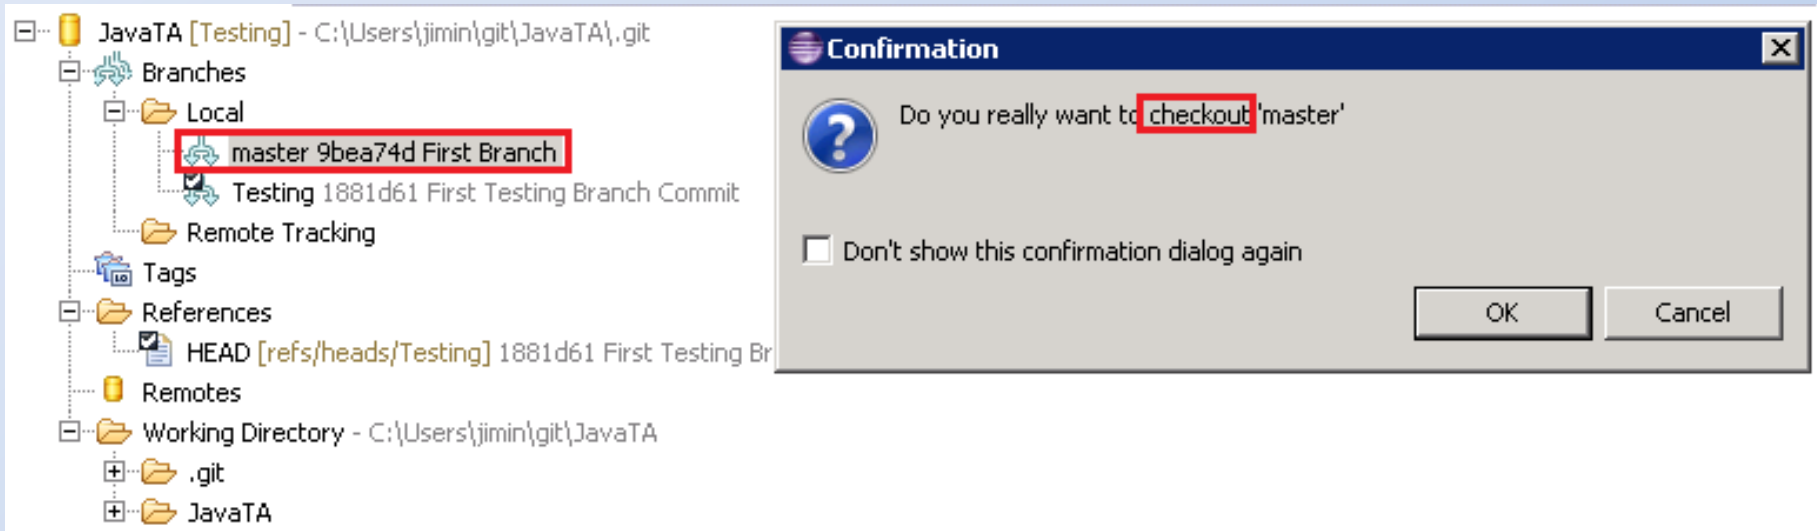 JavaTA [Testing] - C:\Users\jimin\git\JavaTA\.git
Branches
Local
master 9bea74d First Branch
Testing 1881d61 First Testing Branch Commit
Remote Tracking
Tags
References
HEAD [refs/heads/Testing] 1881d61 First Testing Br
Remotes
Working Directory - C:\Users\jimin\git\JavaTA
.git
JavaTA
Confirmation
Do you really want to checkout 'master'
Don't show this confirmation dialog again
OK
Cancel